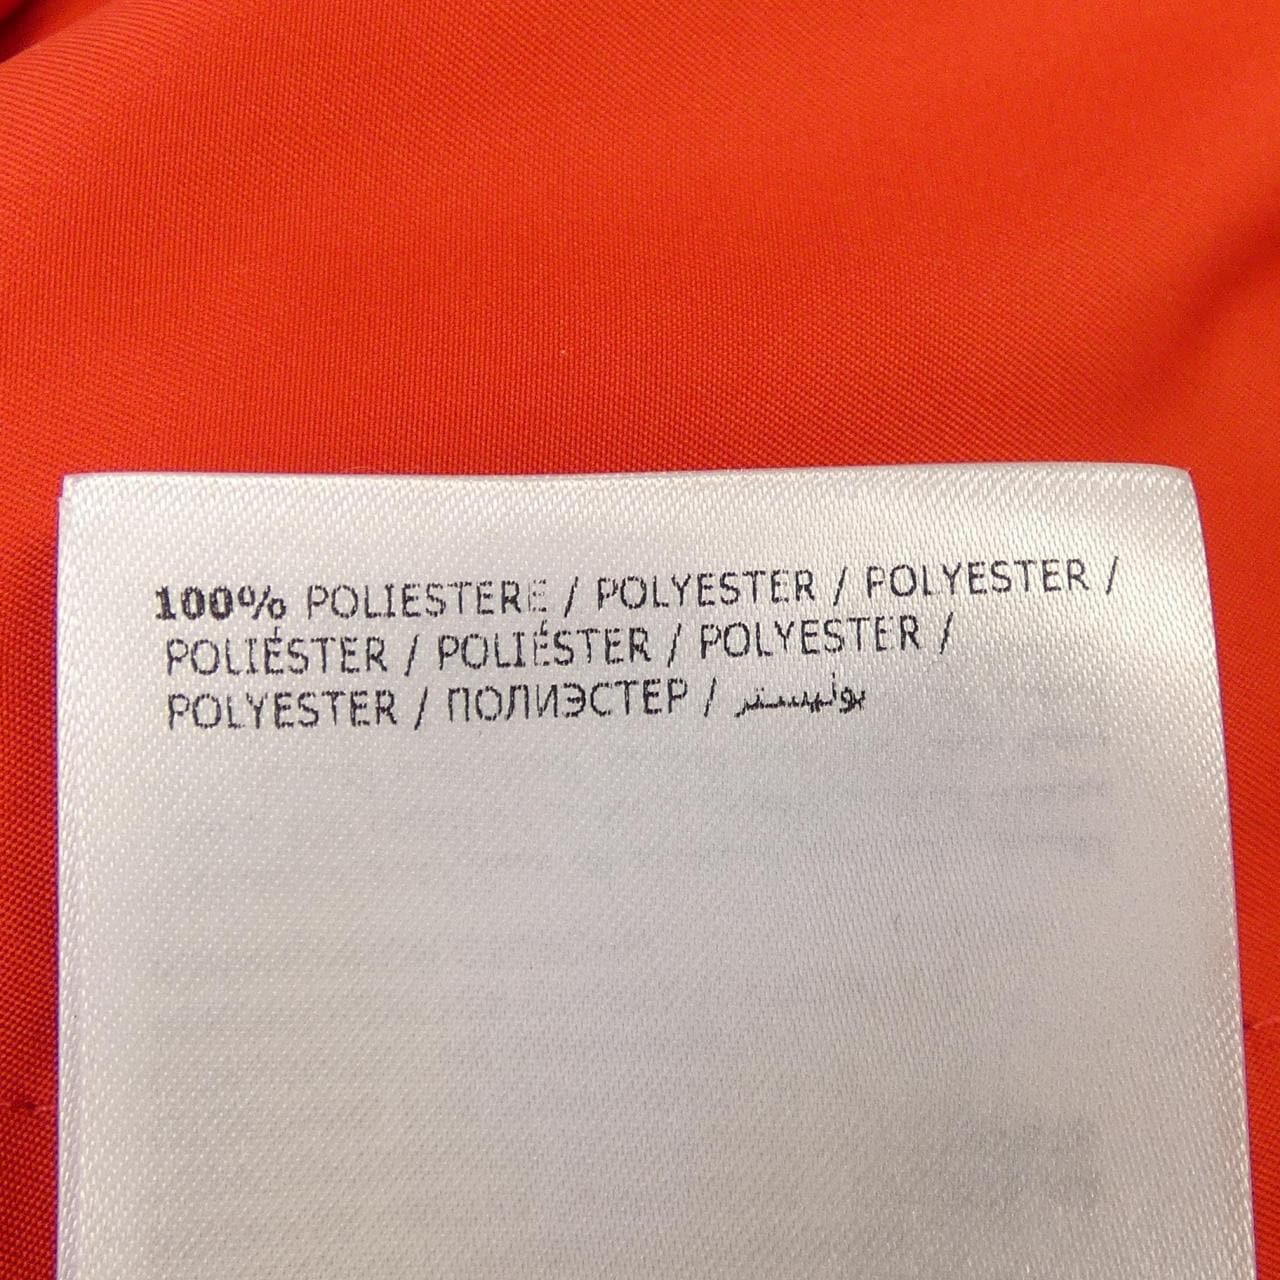 100% POLIESTERE / POLYESTER / POLYESTER /
POLIÉSTER / POLIÉSTER / POLYESTER /
POLYESTER / ПОЛИЭСТЕР / بوليستر